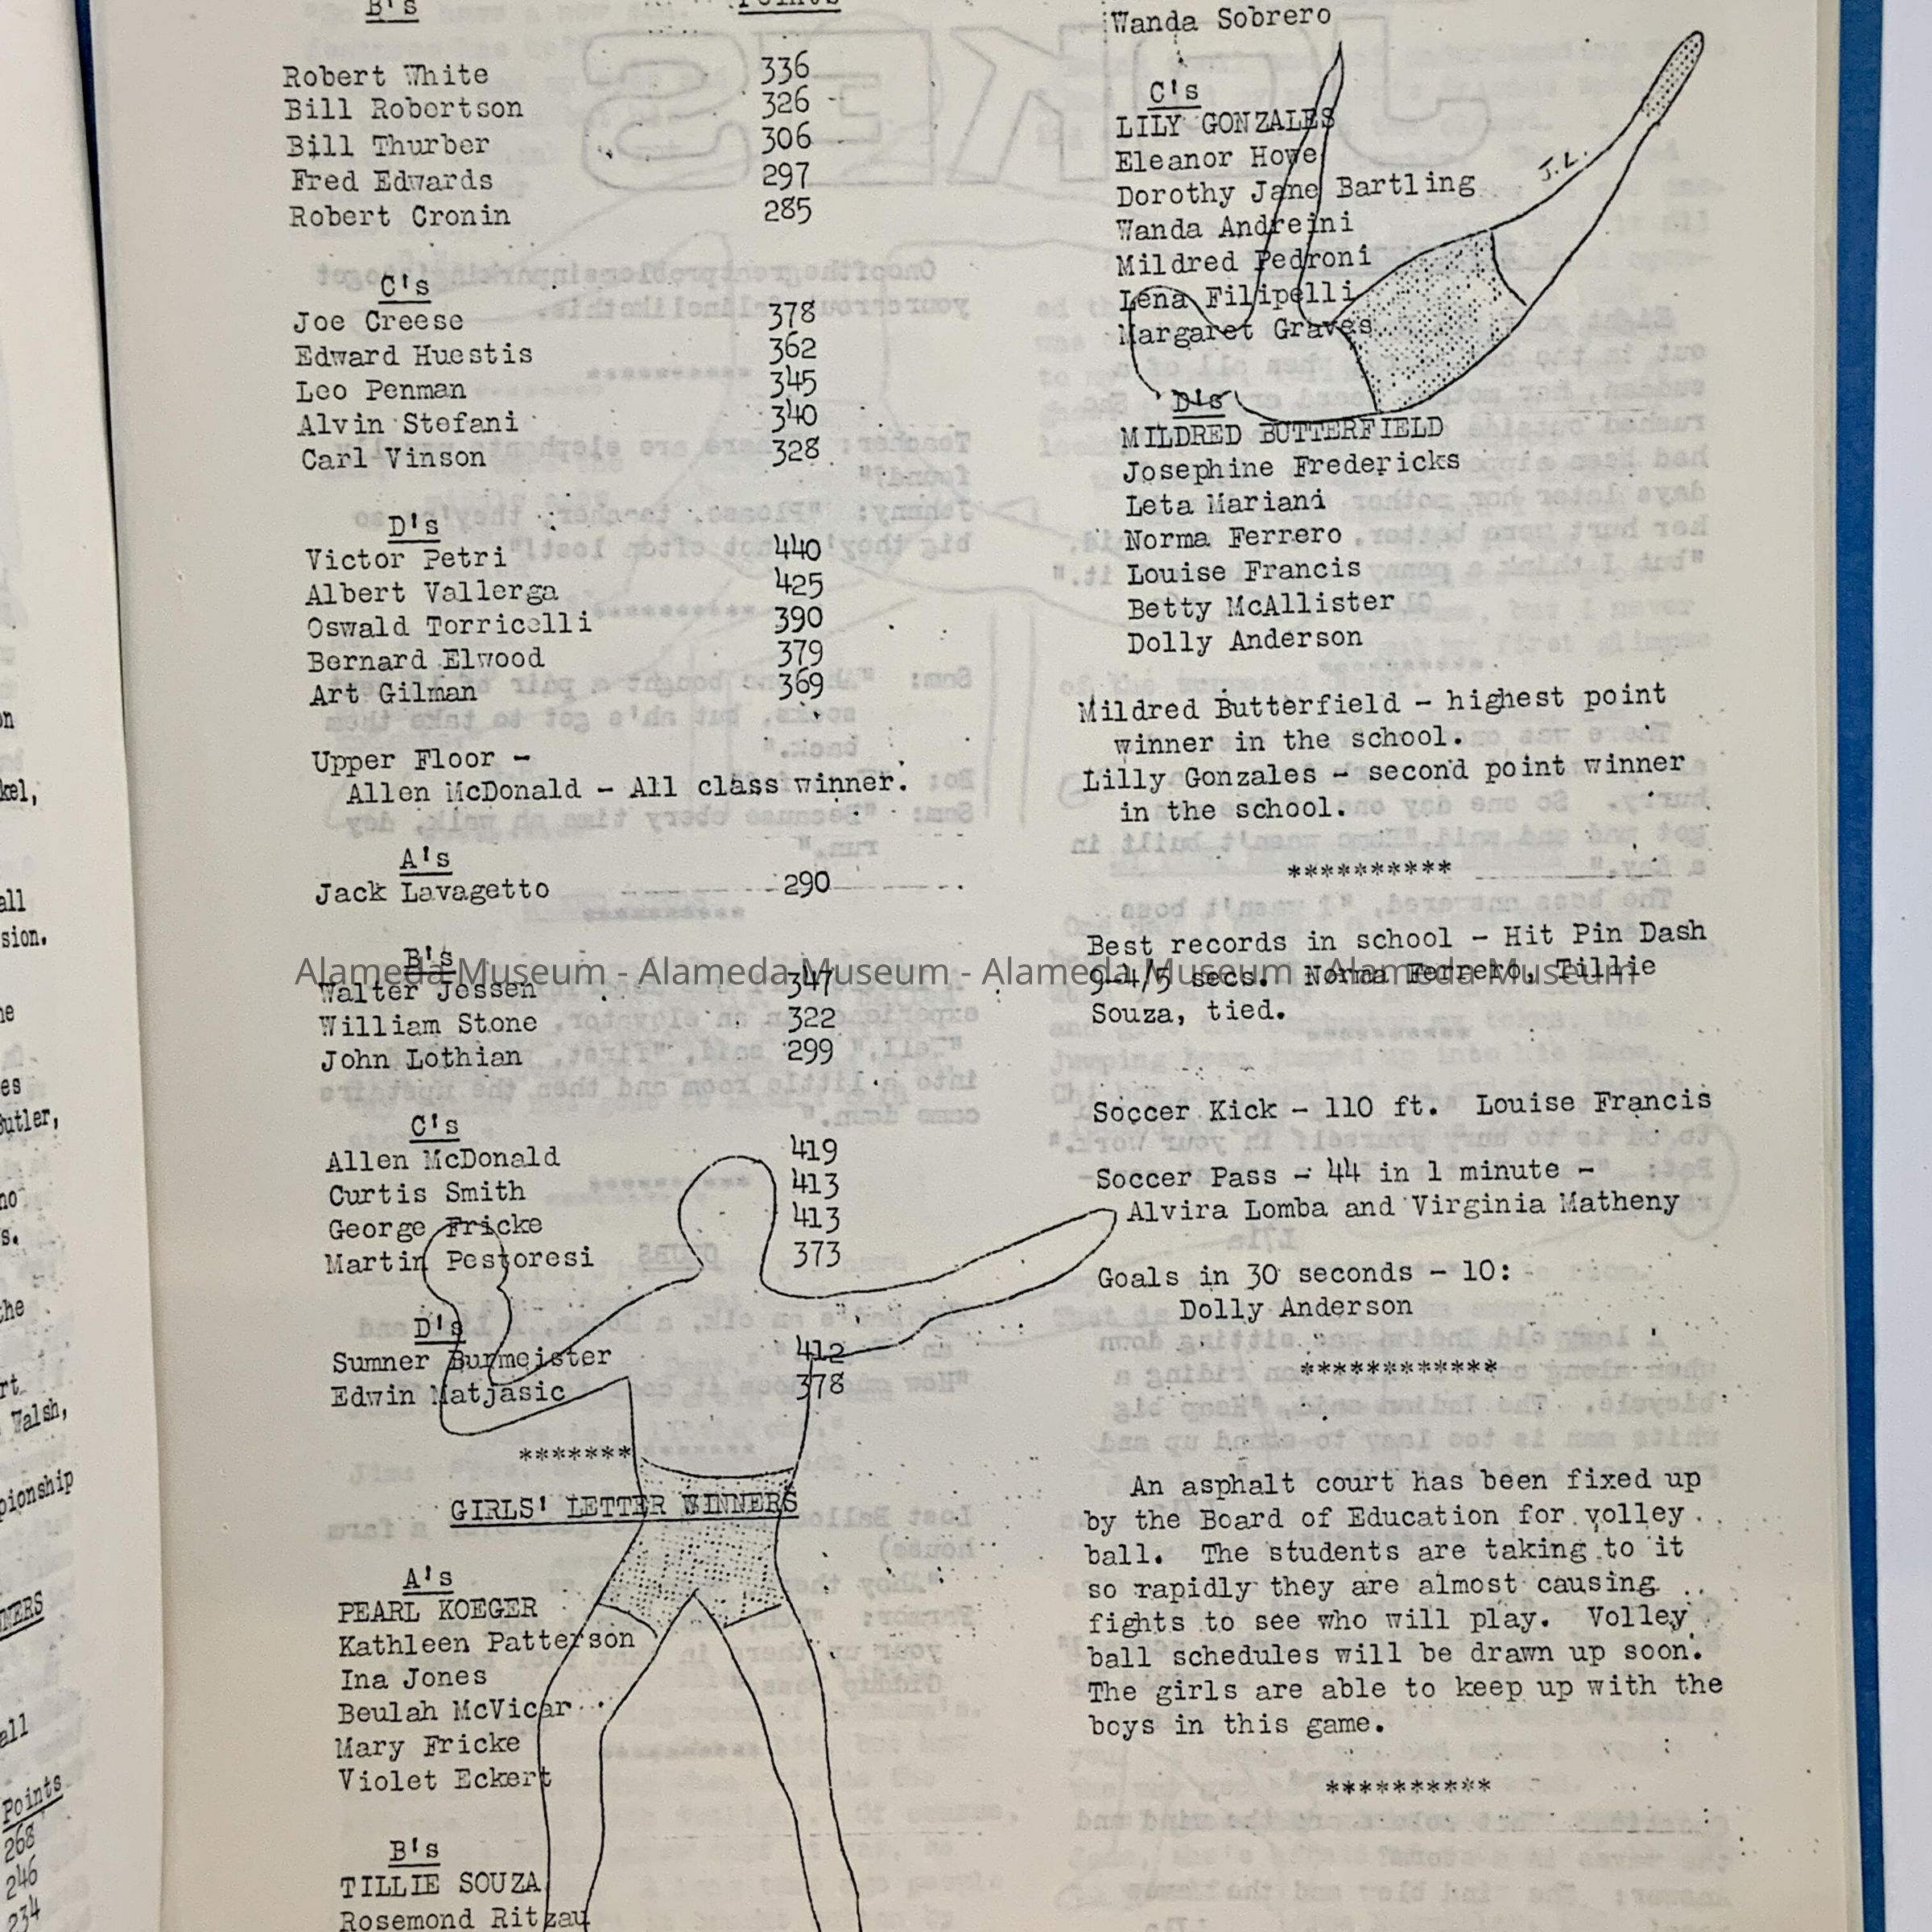 B's Points
Robert White 336
Bill Robertson 326
Bill Thurber 306
Fred Edwards 297
Robert Cronin 285
C's
Joe Creese 378
Edward Huestis 362
Leo Penman 345
Alvin Stefani 340
Carl Vinson 328
D's
Victor Petri 440
Albert Vallerga 425
Oswald Torricelli 390
Bernard Elwood 379
Art Gilman 369
Upper Floor -
Allen McDonald - All class winner.
A's
Jack Lavagetto 290
B's
Walter Jessen 347
William Stone 322
John Lothian 299
C's
Allen McDonald 419
Curtis Smith 413
George Fricke 413
Martin Pestoresi 373
D's
Sumner Burmeister 412
Edwin Matjasic 378
*******
GIRLS' LETTER WINNERS
A's
PEARL KOEGER
Kathleen Patterson
Ina Jones
Beulah McVicar
Mary Fricke
Violet Eckert
B's
TILLIE SOUZA
Rosemond Ritzau
Wanda Sobrero
C's
LILY GONZALES
Eleanor Howe
Dorothy Jane Bartling
Wanda Andreini
Mildred Pedroni
Lena Filipelli
Margaret Graves
J.L.
D's
MILDRED BUTTERFIELD
Josephine Fredericks
Leta Mariani
Norma Ferrero
Louise Francis
Betty McAllister
Dolly Anderson
Mildred Butterfield - highest point
winner in the school.
Lilly Gonzales - second point winner
in the school.
**********
Best records in school - Hit Pin Dash
9-4/5 secs. Norma Ferrero, Tillie
Souza, tied.
Soccer Kick - 110 ft. Louise Francis
Soccer Pass - 44 in 1 minute -
Alvira Lomba and Virginia Matheny
Goals in 30 seconds - 10:
Dolly Anderson
************
An asphalt court has been fixed up
by the Board of Education for volley
ball. The students are taking to it
so rapidly they are almost causing
fights to see who will play. Volley
ball schedules will be drawn up soon.
The girls are able to keep up with the
boys in this game.
**********
Alameda Museum - Alameda Museum - Alameda Museum - Alameda Museum
Points
268
246
234